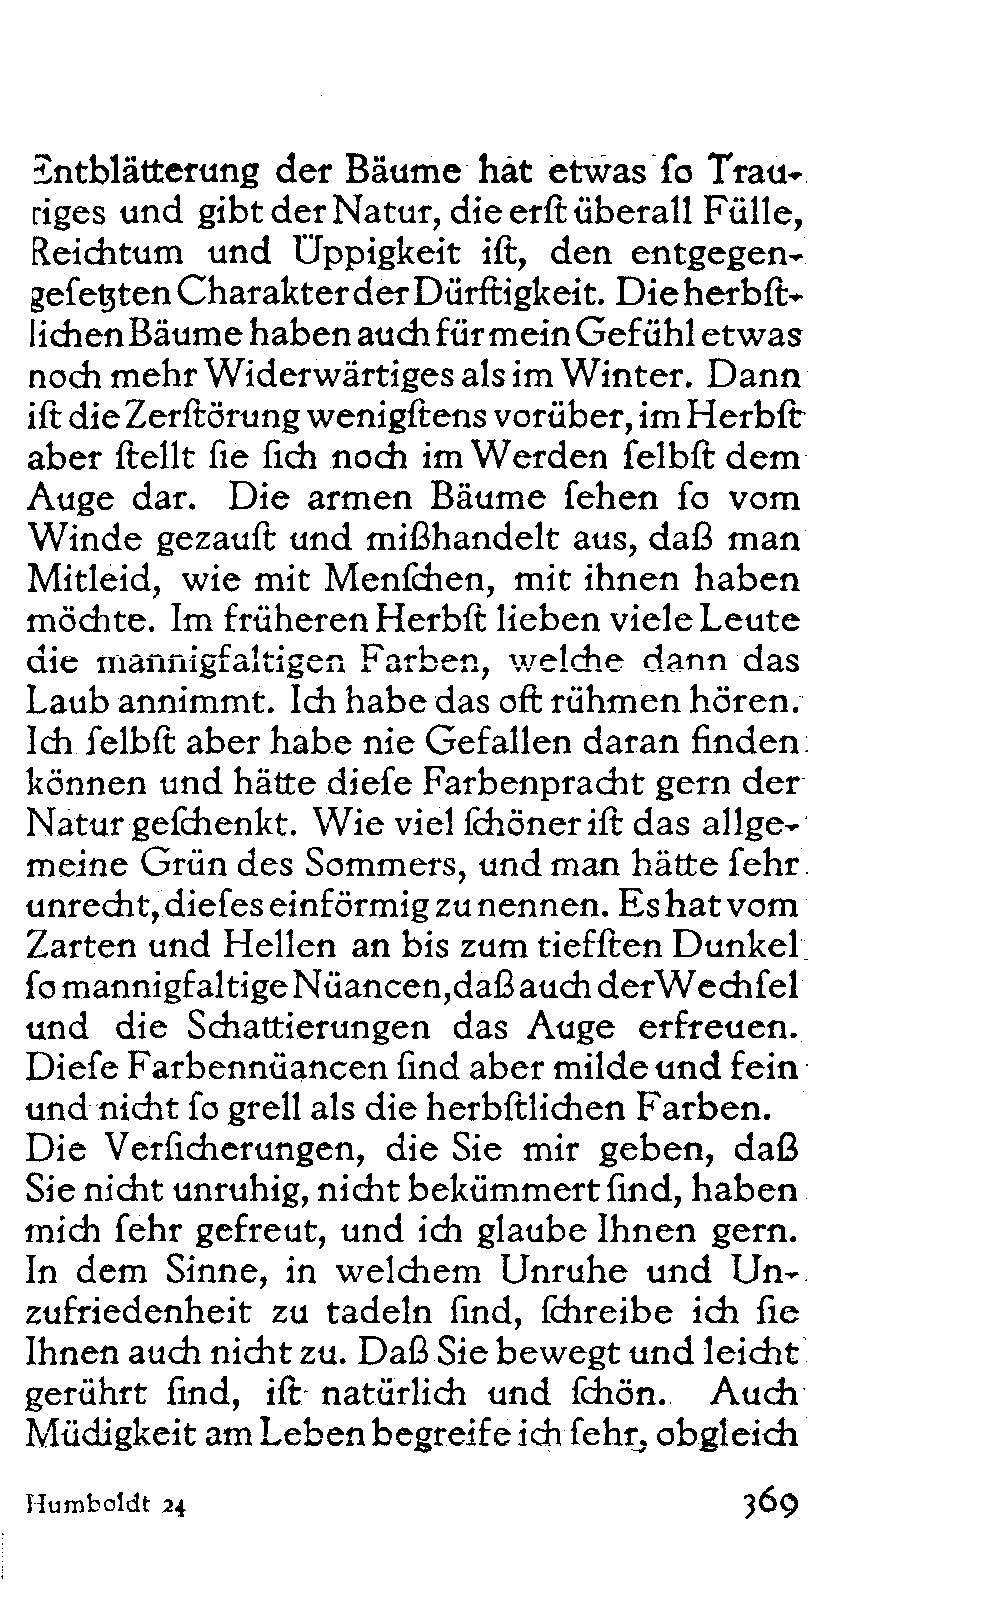 Entblätterung der Bäume hat etwas ſo Trau-
riges und gibt der Natur, die erſt überall Fülle,
Reichtum und Üppigkeit iſt, den entgegen-
geſetzten Charakter der Dürftigkeit. Die herbſt-
lichen Bäume haben auch für mein Gefühl etwas
noch mehr Widerwärtiges als im Winter. Dann
iſt die Zerſtörung wenigſtens vorüber, im Herbſt
aber ſtellt ſie ſich noch im Werden ſelbſt dem
Auge dar. Die armen Bäume ſehen ſo vom
Winde gezauſt und mißhandelt aus, daß man
Mitleid, wie mit Menſchen, mit ihnen haben
möchte. Im früheren Herbſt lieben viele Leute
die mannigfaltigen Farben, welche dann das
Laub annimmt. Ich habe das oft rühmen hören.
Ich ſelbſt aber habe nie Gefallen daran finden
können und hätte dieſe Farbenpracht gern der
Natur geſchenkt. Wie viel ſchöner iſt das allge-
meine Grün des Sommers, und man hätte ſehr
unrecht, dieſes einförmig zu nennen. Es hat vom
Zarten und Hellen an bis zum tiefſten Dunkel
ſo mannigfaltige Nüancen, daß auch der Wechſel
und die Schattierungen das Auge erfreuen.
Dieſe Farbennüancen ſind aber milde und fein
und nicht ſo grell als die herbſtlichen Farben.
Die Verſicherungen, die Sie mir geben, daß
Sie nicht unruhig, nicht bekümmert ſind, haben
mich ſehr gefreut, und ich glaube Ihnen gern.
In dem Sinne, in welchem Unruhe und Un-
zufriedenheit zu tadeln ſind, ſchreibe ich ſie
Ihnen auch nicht zu. Daß Sie bewegt und leicht
gerührt ſind, iſt natürlich und ſchön. Auch
Müdigkeit am Leben begreife ich ſehr, obgleich
Humboldt 24
369